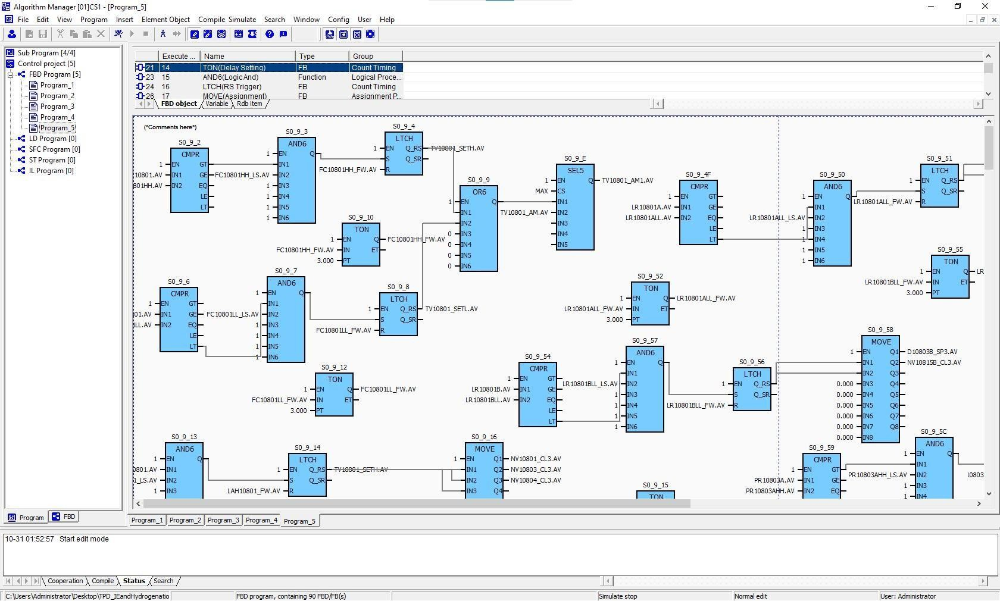 Algorithm Manager [01]CS1 - [Program_5]
File Edit View Program Insert Element Object Compile Simulate Search Window Config User Help
Sub Program [4/4]
Control project [5]
FBD Program [5]
Program_1
Program_2
Program_3
Program_4
Program_5
LD Program [0]
SFC Program [0]
ST Program [0]
IL Program [0]
Program FBD
Execute ... Name Type Group
21 14 TON(Delay Setting) FB Count Timing
23 15 AND6(Logic And) Function Logical Proce...
24 16 LTCH(RS Trigger) FB Count Timing
26 17 MOVE(Assignment) FB Assignment P...
FBD object Variable Rdb item
(*Comments here*)
S0_9_2
CMPR
1 EN GT
10801.AV IN1 GE
801HH.AV IN2 EQ
LE
LT
S0_9_3
AND6
1 EN Q
IN1
FC10801HH_LS.AV IN2
1 IN3
1 IN4
1 IN5
1 IN6
S0_9_4
LTCH
1 EN Q_RS TV10801_SETH.AV
S Q_SR
FC10801HH_FW.AV R
S0_9_10
TON
1 EN Q FC10801HH_FW.AV
FC10801HH_FW.AV IN ET
3.000 PT
S0_9_9
OR6
1 EN Q
IN1
IN2
0 IN3
0 IN4
0 IN5
0 IN6
S0_9_E
SEL5
1 EN Q TV10801_AM1.AV
MAX CS
IN1
TV10801_AM.AV IN2
IN3
IN4
IN5
S0_9_4F
CMPR
1 EN GT
LR10801A.AV IN1 GE
LR10801ALL.AV IN2 EQ
LE
LT
S0_9_50
AND6
1 EN Q
IN1
LR10801ALL_LS.AV IN2
1 IN3
1 IN4
1 IN5
1 IN6
S0_9_51
LTCH
1 EN Q_RS
S Q_SR
LR10801ALL_FW.AV R
S0_9_55
TON
1 EN Q LR
LR10801BLL_FW.AV IN ET
3.000 PT
S0_9_6
CMPR
1 EN GT
01.AV IN1 GE
LL.AV IN2 EQ
LE
LT
S0_9_7
AND6
1 EN Q
IN1
FC10801LL_LS.AV IN2
1 IN3
1 IN4
1 IN5
1 IN6
S0_9_8
LTCH
1 EN Q_RS TV10801_SETL.AV
S Q_SR
FC10801LL_FW.AV R
S0_9_52
TON
1 EN Q LR10801ALL_FW.AV
LR10801ALL_FW.AV IN ET
3.000 PT
S0_9_12
TON
1 EN Q FC10801LL_FW.AV
FC10801LL_FW.AV IN ET
3.000 PT
S0_9_54
CMPR
1 EN GT
LR10801B.AV IN1 GE
LR10801BLL.AV IN2 EQ
LE
LT
S0_9_57
AND6
1 EN Q
IN1
LR10801BLL_LS.AV IN2
1 IN3
1 IN4
1 IN5
1 IN6
S0_9_56
LTCH
1 EN Q_RS
S Q_SR
LR10801BLL_FW.AV R
S0_9_58
MOVE
1 EN Q1 D10803B_SP3.AV
IN1 Q2 NV10815B_CL3.AV
IN2 Q3
0.000 IN3 Q4
0.000 IN4 Q5
0.000 IN5 Q6
0.000 IN6 Q7
0.000 IN7 Q8
0.000 IN8
S0_9_13
AND6
1 EN Q
0801.AV IN1
1_LS.AV IN2
1 IN3
S0_9_14
LTCH
1 EN Q_RS TV10801_SETH.AV
S Q_SR
LAH10801_FW.AV R
S0_9_16
MOVE
1 EN Q1 NV10801_CL3.AV
IN1 Q2 NV10803_CL3.AV
IN2 Q3 NV10804_CL3.AV
IN3 Q4
S0_9_15
TON
S0_9_59
CMPR
1 EN GT
PR10803A.AV IN1 GE
PR10803AHH.AV IN2 EQ
S0_9_5C
AND6
1 EN Q
IN1
PR10803AHH_LS.AV IN2
1 IN3
1 IN4
Program_1 Program_2 Program_3 Program_4 Program_5
10-31 01:52:57 Start edit mode
Cooperation Compile Status Search
C:\Users\Administrator\Desktop\TPD_IEandHydrogenatio FBD program, containing 90 FBD/FB(s) Simulate stop Normal edit User: Administrator